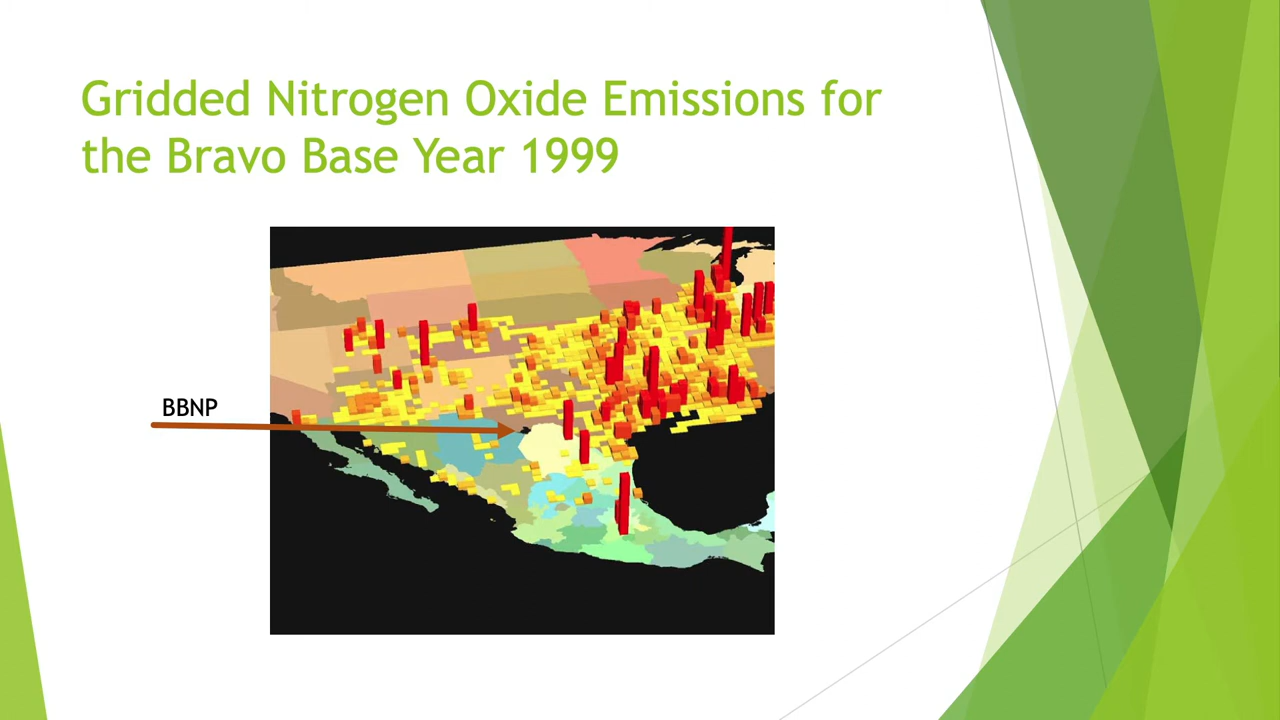 Gridded Nitrogen Oxide Emissions for
the Bravo Base Year 1999
BBNP